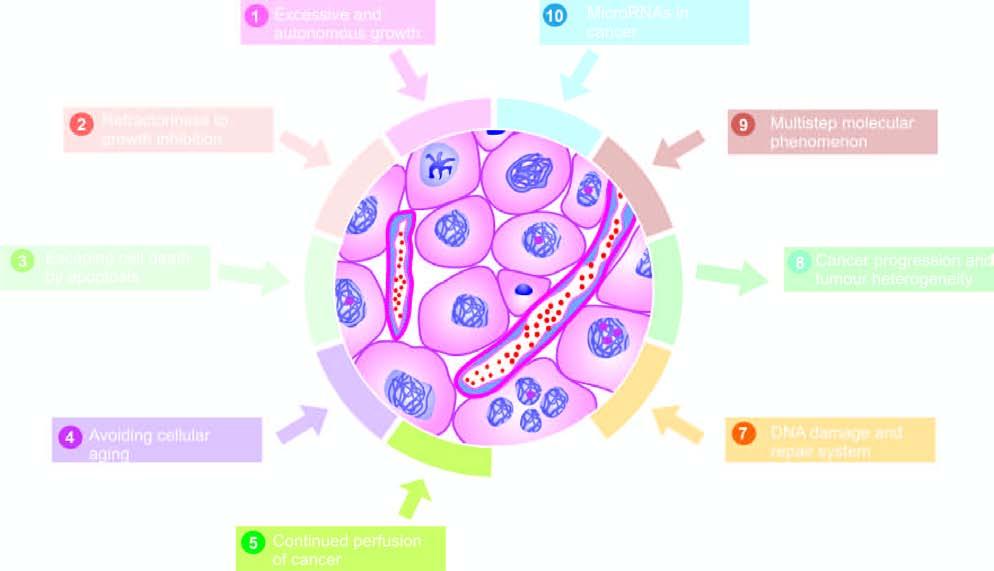 1 Excessive and
autonomous growth
10 MicroRNAs in
cancer
2 Refractoriness to
growth inhibition
9 Multistep molecular
phenomenon
3 Escaping cell death
by apoptosis
8 Cancer progression and
tumour heterogeneity
4 Avoiding cellular
aging
7 DNA damage and
repair system
5 Continued perfusion
of cancer